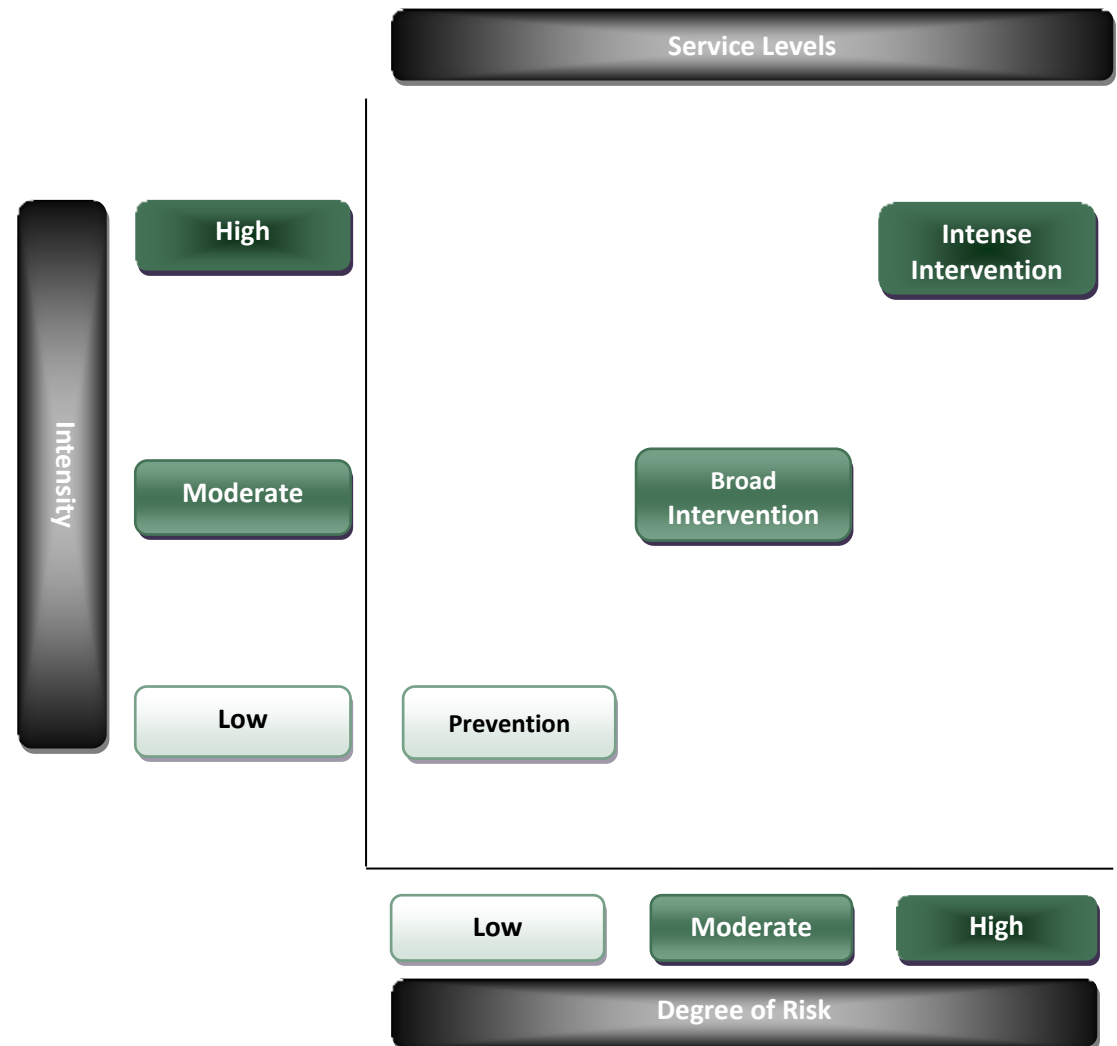 Service Levels
High
Intense
Intervention
Intensity
Moderate
Broad
Intervention
Low
Prevention
Low
Moderate
High
Degree of Risk